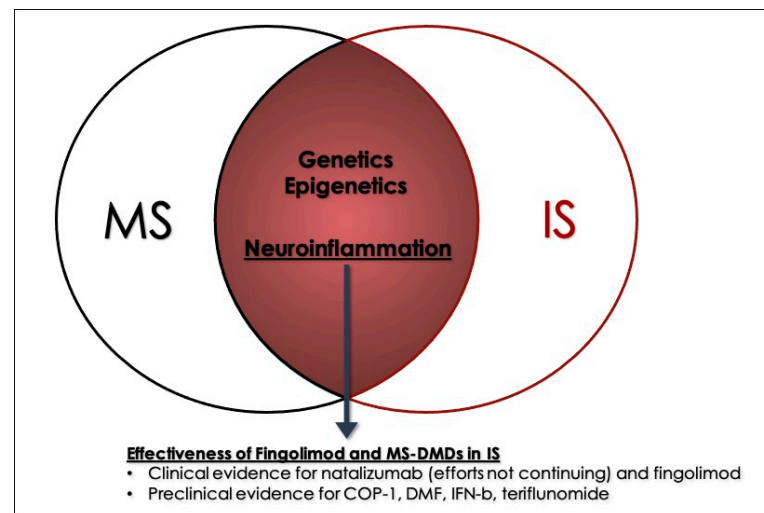 Genetics
Epigenetics
MS
IS
Neuroinflammation
Effectiveness of Fingolimod and MS-DMDs in IS
• Clinical evidence for natalizumab (efforts not continuing) and fingolimod
• Preclinical evidence for COP-1, DMF, IFN-b, teriflunomide